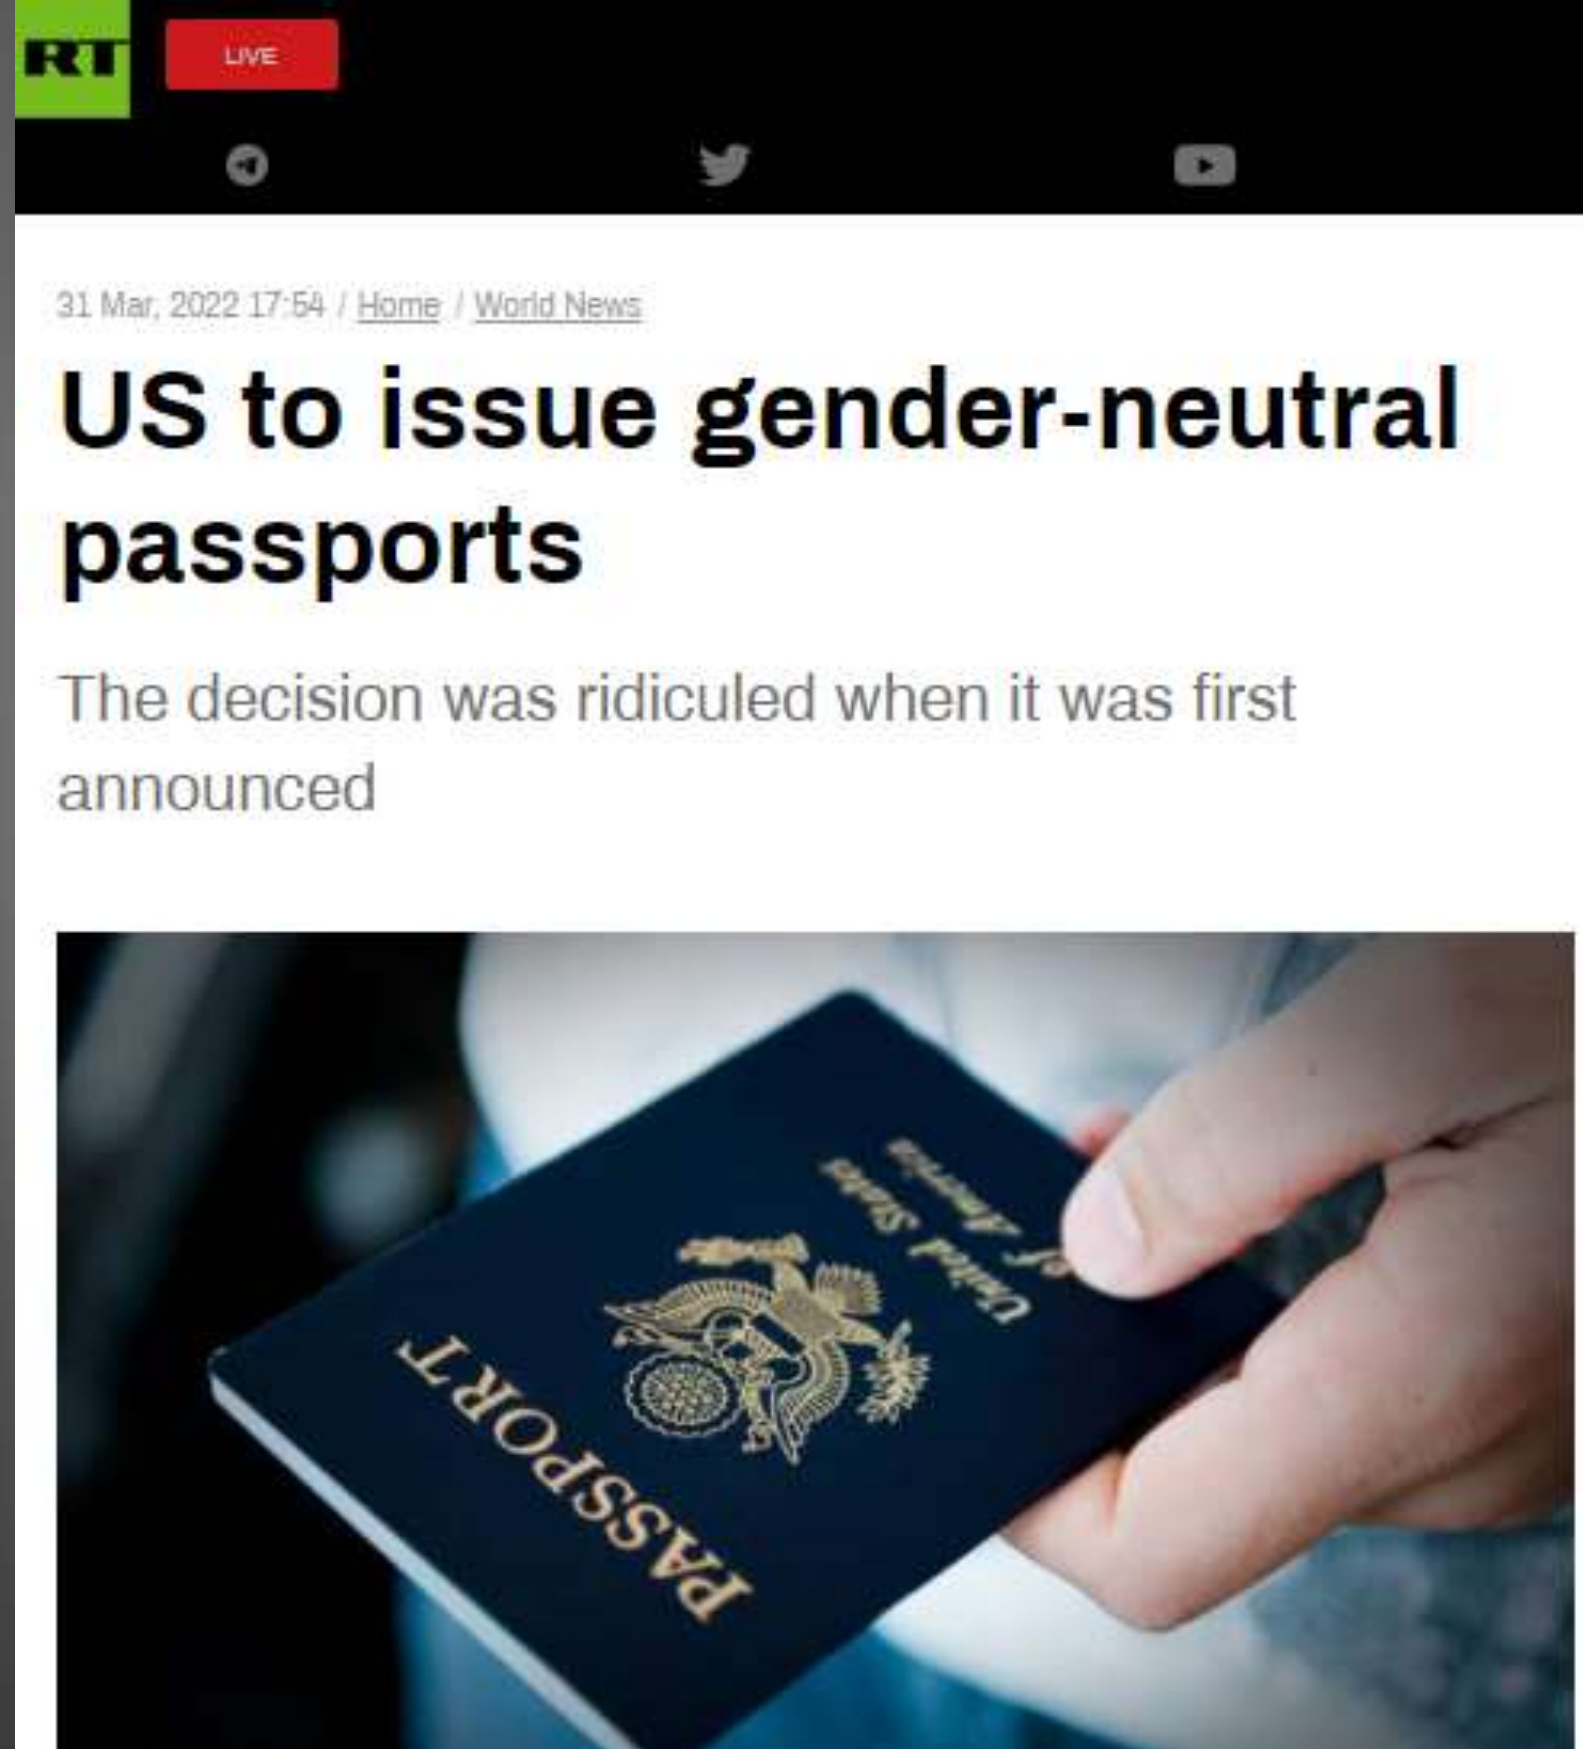 RT
LIVE
31 Mar, 2022 17:54 / Home / World News
US to issue gender-neutral
passports
The decision was ridiculed when it was first
announced
United States
of America
PASSPORT